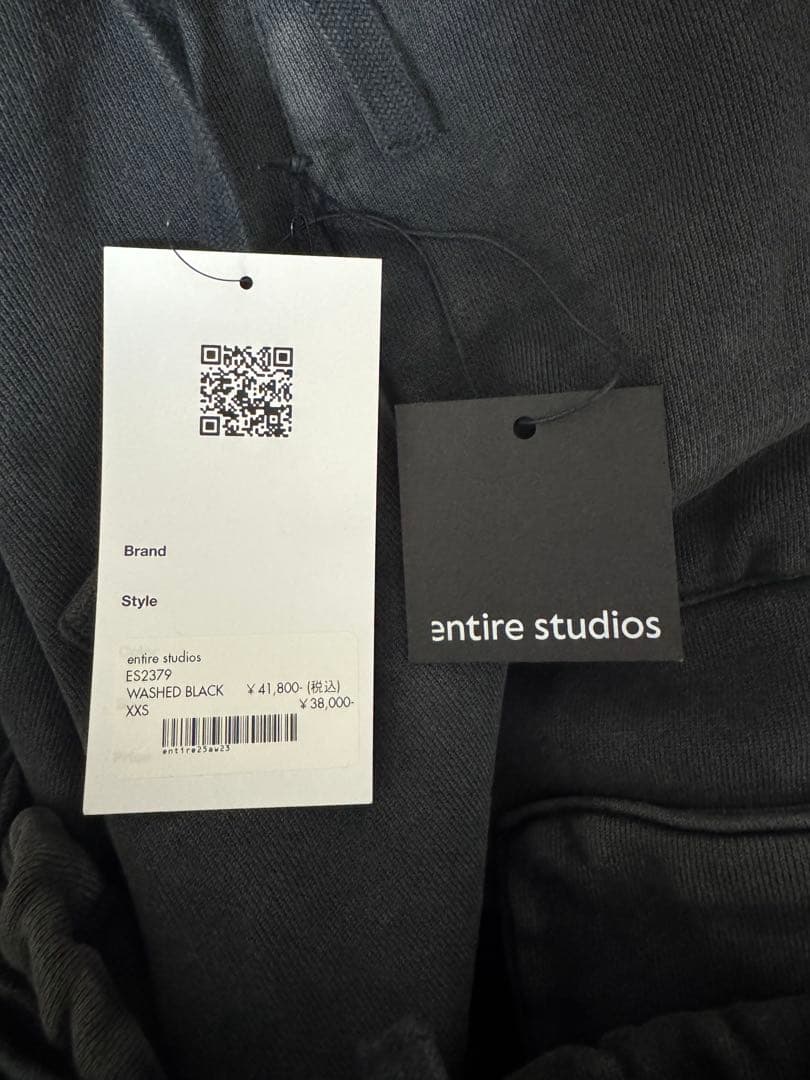 Brand
Style
entire studios
ES2379
WASHED BLACK ¥41,800- (税込)
XXS ¥38,000-
entire25aw23
entire studios